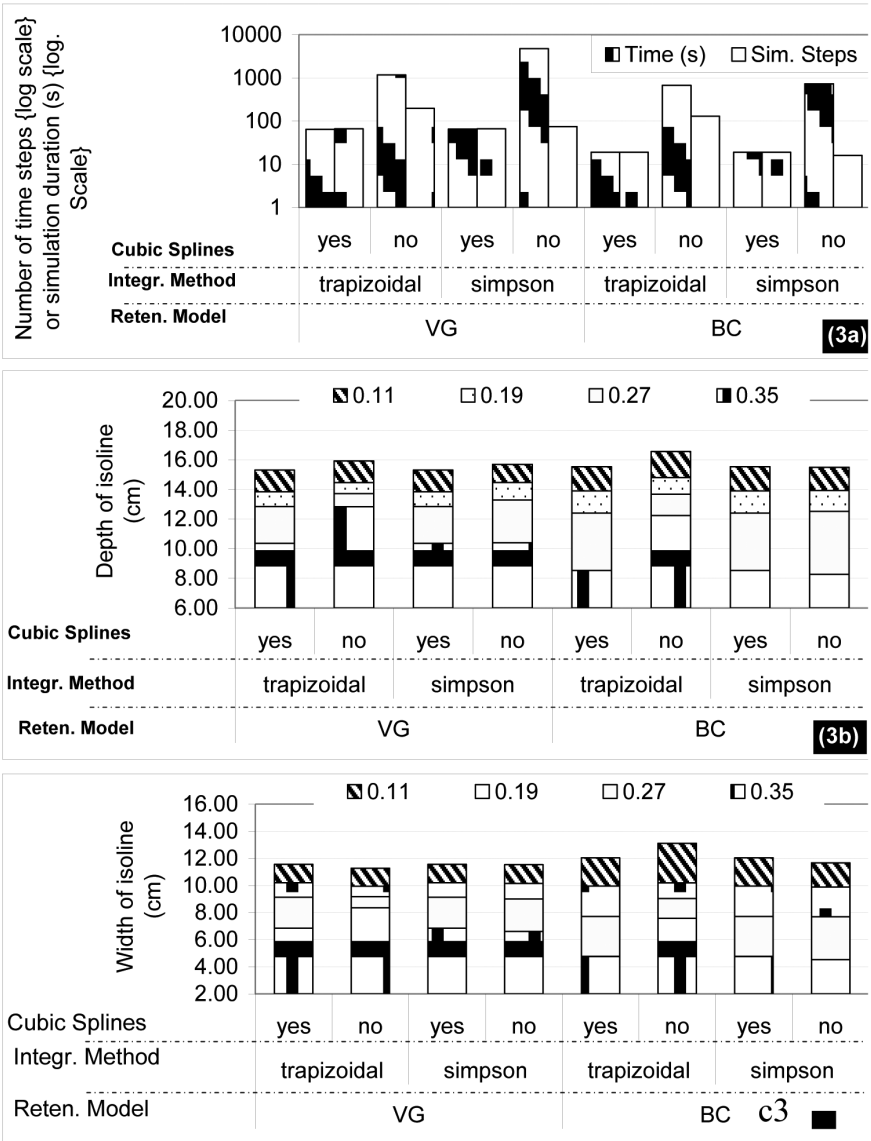 Number of time steps {log scale}
or simulation duration (s) {log.
Scale}
10000
1000
100
10
1
Time (s) Sim. Steps
Cubic Splines yes no yes no yes no yes no
Integr. Method trapizoidal simpson trapizoidal simpson
Reten. Model VG BC
(3a)
Depth of isoline
(cm)
0.11 0.19 0.27 0.35
20.00
18.00
16.00
14.00
12.00
10.00
8.00
6.00
Cubic Splines yes no yes no yes no yes no
Integr. Method trapizoidal simpson trapizoidal simpson
Reten. Model VG BC
(3b)
Width of isoline
(cm)
0.11 0.19 0.27 0.35
16.00
14.00
12.00
10.00
8.00
6.00
4.00
2.00
Cubic Splines yes no yes no yes no yes no
Integr. Method trapizoidal simpson trapizoidal simpson
Reten. Model VG BC c3